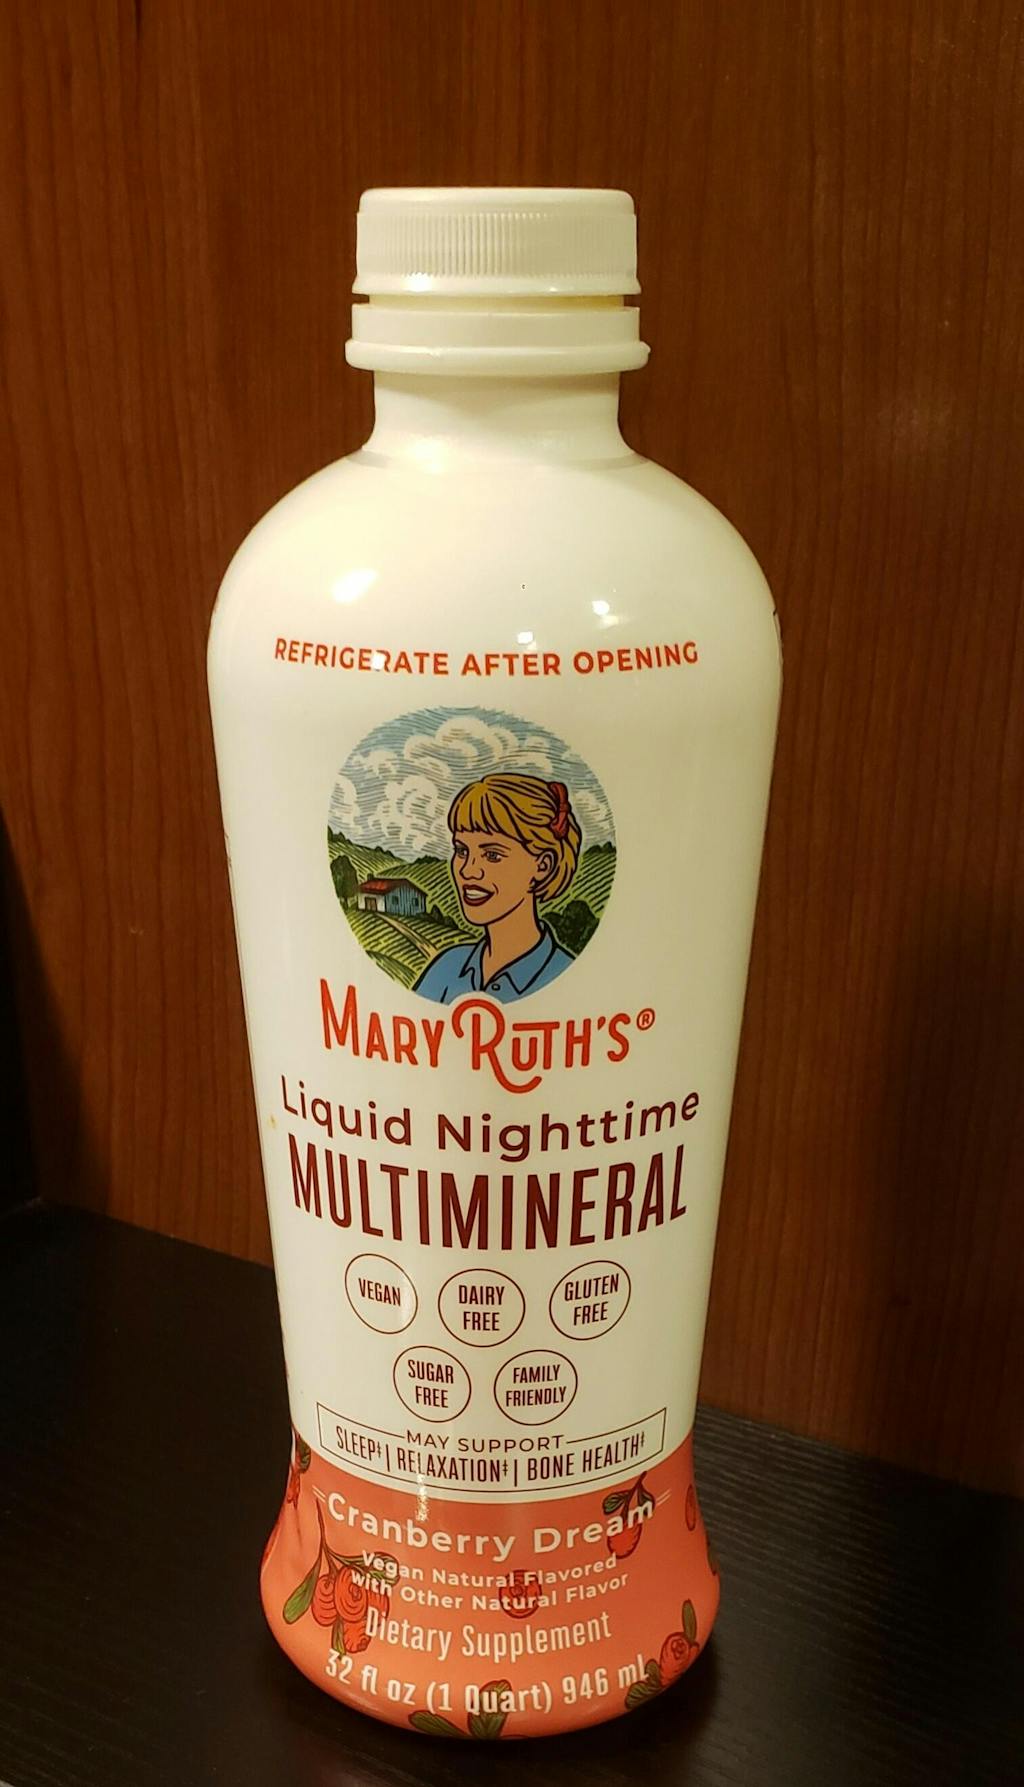 REFRIGERATE AFTER OPENING
MARY RUTH'S®
Liquid Nighttime
MULTIMINERAL
VEGAN
DAIRY
FREE
GLUTEN
FREE
SUGAR
FREE
FAMILY
FRIENDLY
MAY SUPPORT
SLEEP‡ | RELAXATION‡ | BONE HEALTH‡
Cranberry Dream
Vegan Natural Flavored
with Other Natural Flavor
Dietary Supplement
32 fl oz (1 Quart) 946 mL